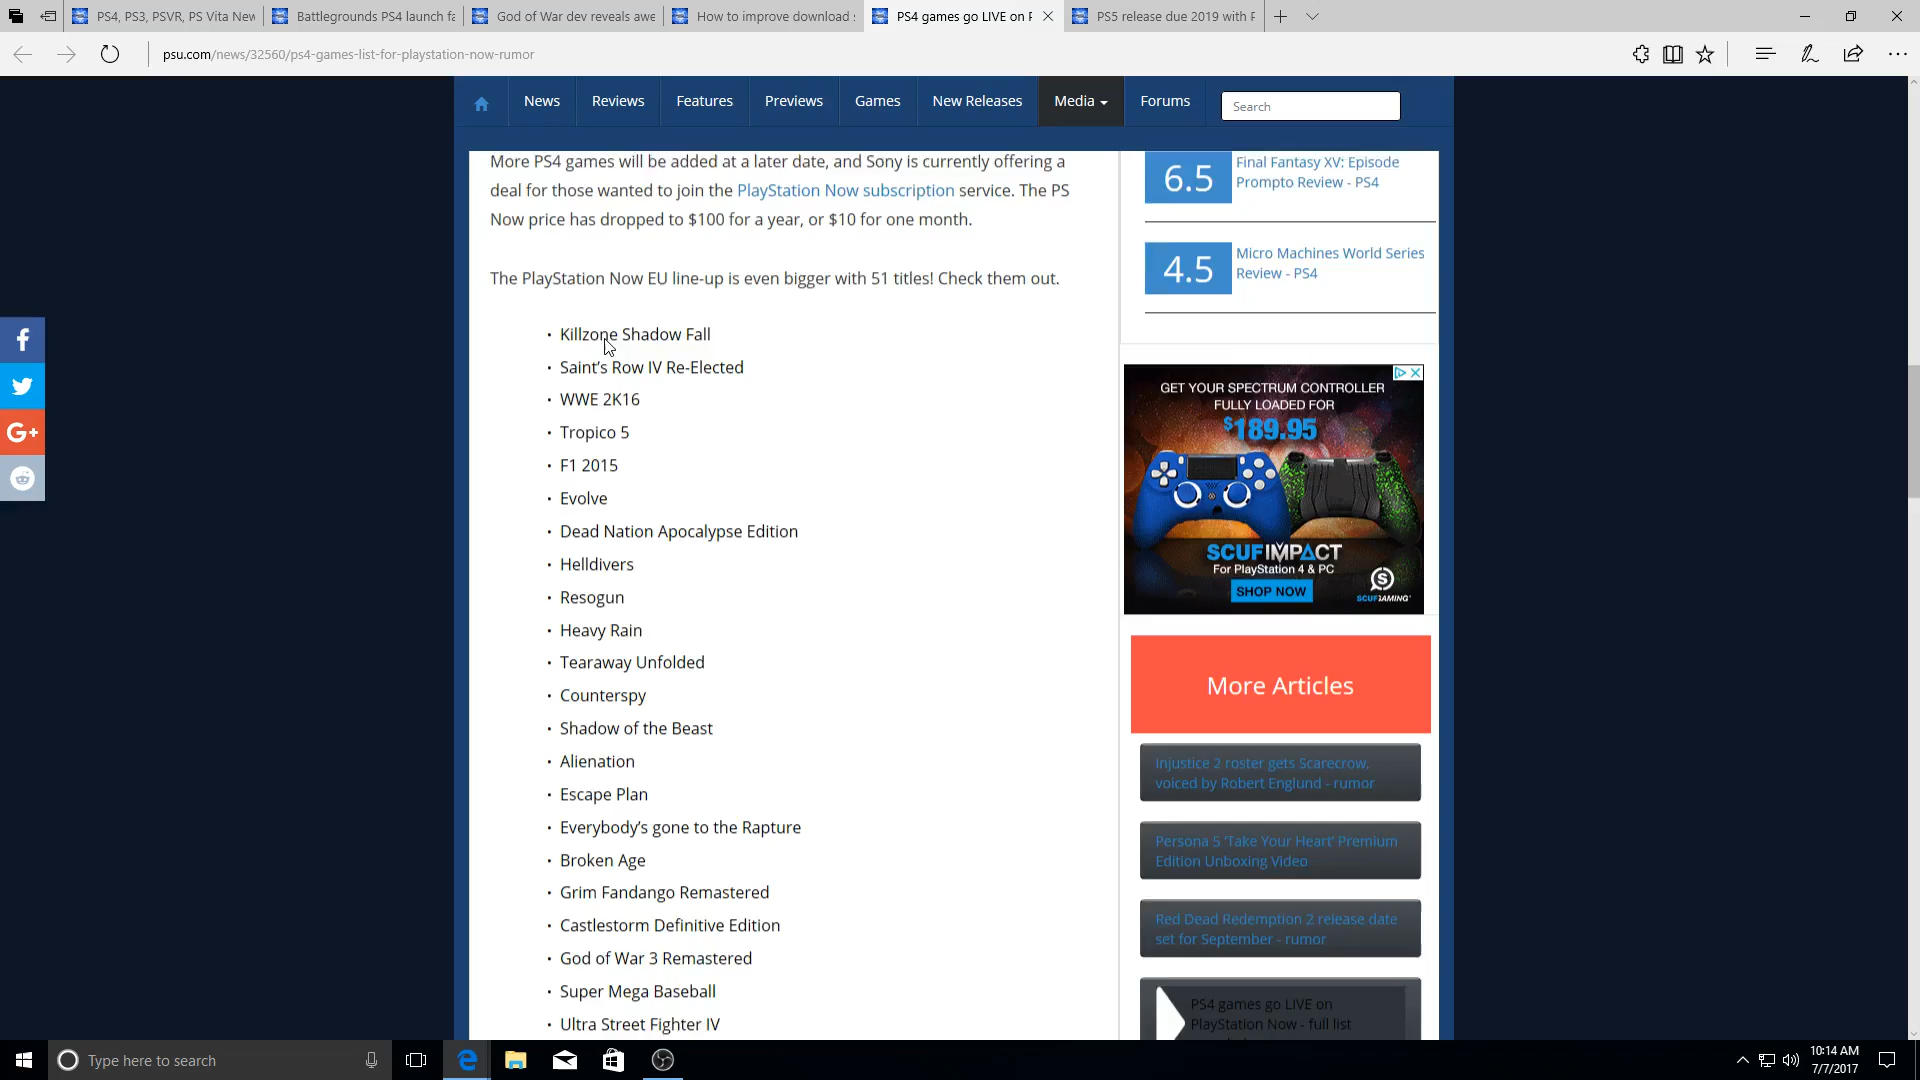 PS4, PS3, PSVR, PS Vita New
Battlegrounds PS4 launch fa
God of War dev reveals awe
How to improve download s
PS4 games go LIVE on P
PS5 release due 2019 with P
psu.com/news/32560/ps4-games-list-for-playstation-now-rumor
News
Reviews
Features
Previews
Games
New Releases
Media
Forums
Search
More PS4 games will be added at a later date, and Sony is currently offering a
deal for those wanted to join the PlayStation Now subscription service. The PS
Now price has dropped to $100 for a year, or $10 for one month.
The PlayStation Now EU line-up is even bigger with 51 titles! Check them out.
• Killzone Shadow Fall
• Saint's Row IV Re-Elected
• WWE 2K16
• Tropico 5
• F1 2015
• Evolve
• Dead Nation Apocalypse Edition
• Helldivers
• Resogun
• Heavy Rain
• Tearaway Unfolded
• Counterspy
• Shadow of the Beast
• Alienation
• Escape Plan
• Everybody's gone to the Rapture
• Broken Age
• Grim Fandango Remastered
• Castlestorm Definitive Edition
• God of War 3 Remastered
• Super Mega Baseball
• Ultra Street Fighter IV
6.5
Final Fantasy XV: Episode
Prompto Review - PS4
4.5
Micro Machines World Series
Review - PS4
GET YOUR SPECTRUM CONTROLLER
FULLY LOADED FOR
$189.95
SCUFIMPACT
For PlayStation 4 & PC
SHOP NOW
SCUFGAMING
More Articles
Injustice 2 roster gets Scarecrow,
voiced by Robert Englund - rumor
Persona 5 'Take Your Heart' Premium
Edition Unboxing Video
Red Dead Redemption 2 release date
set for September - rumor
PS4 games go LIVE on
PlayStation Now - full list
G+
Type here to search
10:14 AM
7/7/2017